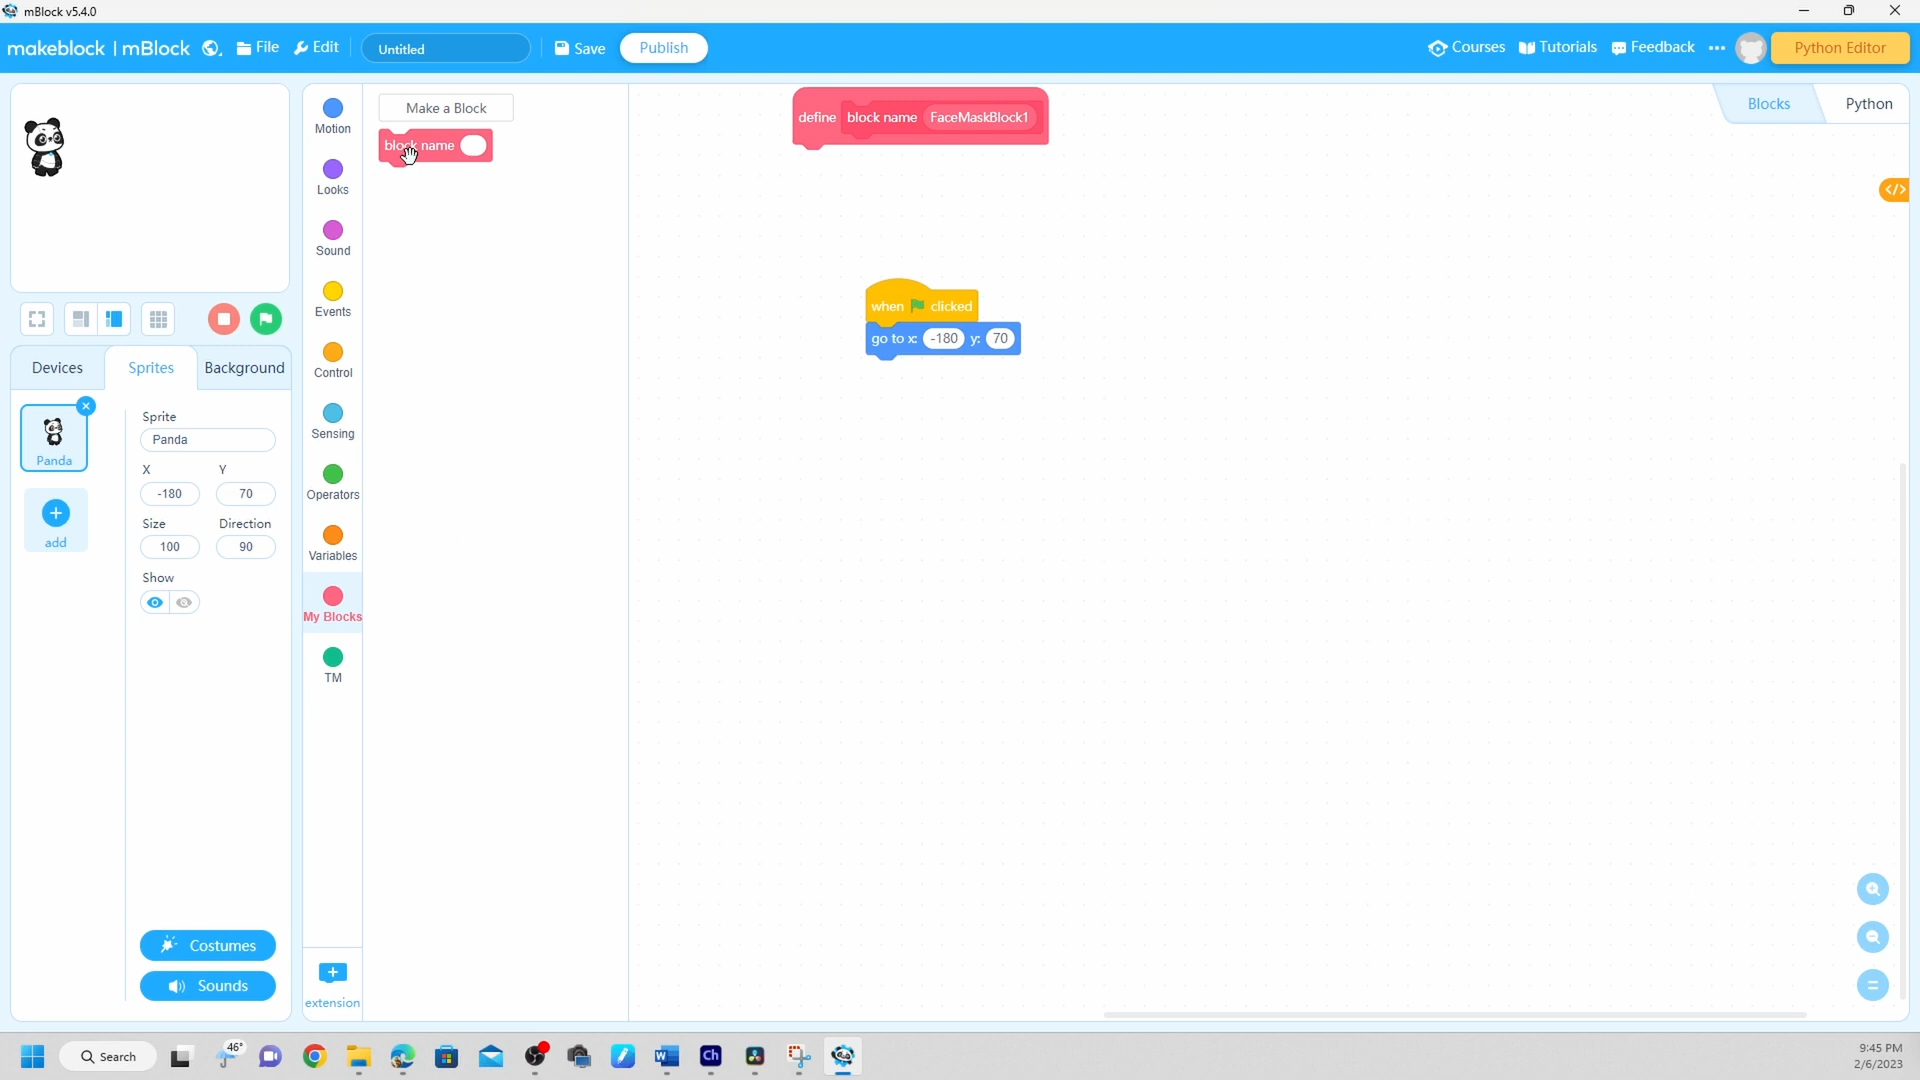 mBlock v5.4.0
makeblock | mBlock File Edit Untitled Save Publish Courses Tutorials Feedback Python Editor
Blocks Python
Motion
Looks
Sound
Events
Control
Sensing
Operators
Variables
My Blocks
TM
extension
Make a Block
block name
define block name FaceMaskBlock1
when clicked
go to x: -180 y: 70
Devices Sprites Background
Panda
add
Sprite
Panda
X Y
-180 70
Size Direction
100 90
Show
Costumes
Sounds
Search
46°
Ch
9:45 PM
2/6/2023